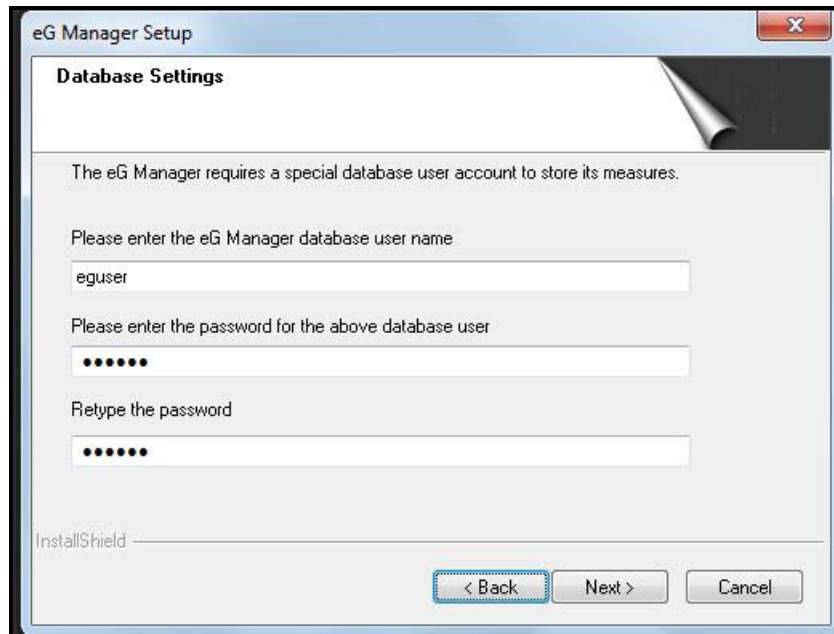 eG Manager Setup
Database Settings
The eG Manager requires a special database user account to store its measures.
Please enter the eG Manager database user name
eguser
Please enter the password for the above database user
••••••
Retype the password
••••••
InstallShield
< Back Next > Cancel